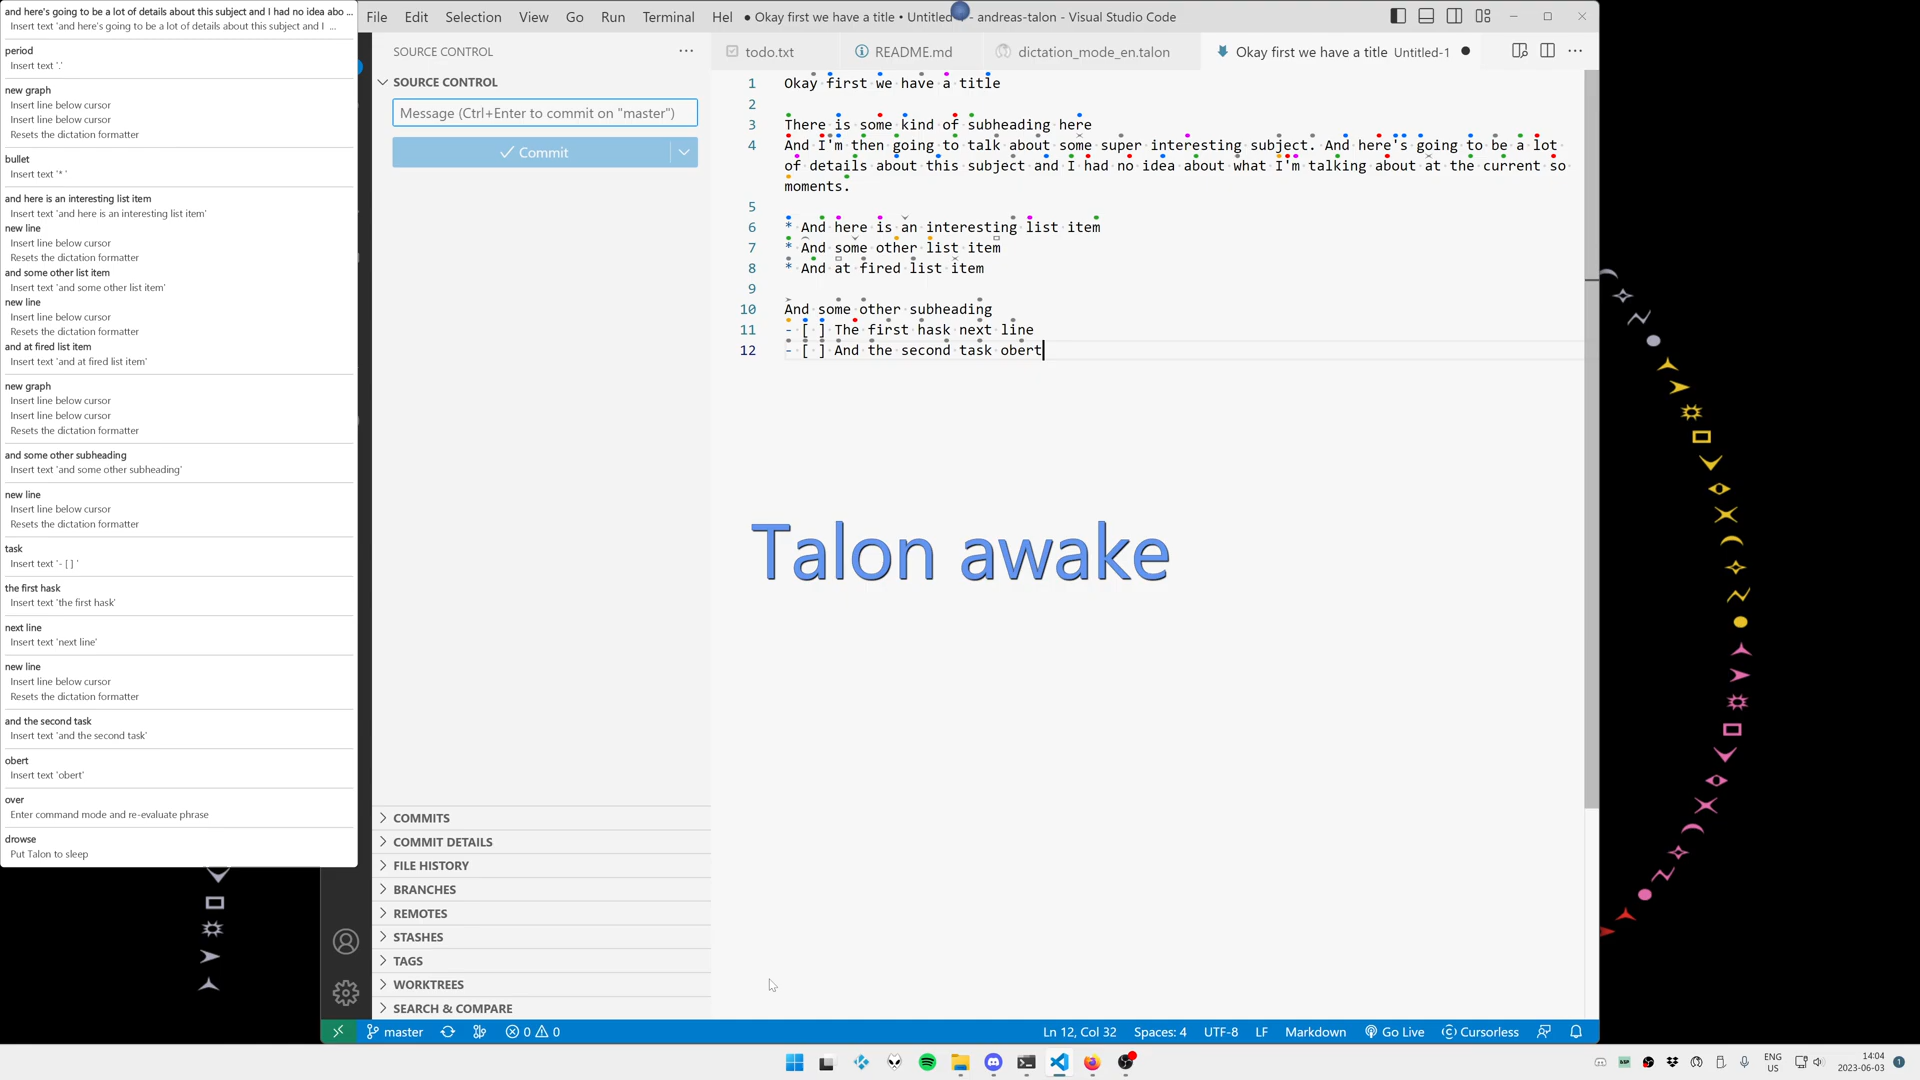 and here's going to be a lot of details about this subject and I had no idea abo ...
Insert text 'and here's going to be a lot of details about this subject and I ...
period
Insert text '.'
new graph
Insert line below cursor
Insert line below cursor
Resets the dictation formatter
bullet
Insert text '* '
and here is an interesting list item
Insert text 'and here is an interesting list item'
new line
Insert line below cursor
Resets the dictation formatter
and some other list item
Insert text 'and some other list item'
new line
Insert line below cursor
Resets the dictation formatter
and at fired list item
Insert text 'and at fired list item'
new graph
Insert line below cursor
Insert line below cursor
Resets the dictation formatter
and some other subheading
Insert text 'and some other subheading'
new line
Insert line below cursor
Resets the dictation formatter
task
Insert text '- [ ] '
the first hask
Insert text 'the first hask'
next line
Insert text 'next line'
new line
Insert line below cursor
Resets the dictation formatter
and the second task
Insert text 'and the second task'
obert
Insert text 'obert'
over
Enter command mode and re-evaluate phrase
drowse
Put Talon to sleep
File Edit Selection View Go Run Terminal Hel ● Okay first we have a title • Untitled-1 - andreas-talon - Visual Studio Code
SOURCE CONTROL
SOURCE CONTROL
Message (Ctrl+Enter to commit on "master")
Commit
COMMITS
COMMIT DETAILS
FILE HISTORY
BRANCHES
REMOTES
STASHES
TAGS
WORKTREES
SEARCH & COMPARE
todo.txt README.md dictation_mode_en.talon Okay first we have a title Untitled-1
1 Okay first we have a title
2
3 There is some kind of subheading here
4 And I'm then going to talk about some super interesting subject. And here's going to be a lot
of details about this subject and I had no idea about what I'm talking about at the current so
moments.
5
6 * And here is an interesting list item
7 * And some other list item
8 * And at fired list item
9
10 And some other subheading
11 - [ ] The first hask next line
12 - [ ] And the second task obert
Talon awake
master 0 0 Ln 12, Col 32 Spaces: 4 UTF-8 LF Markdown Go Live Cursorless
ENG
US
14:04
2023-06-03
1